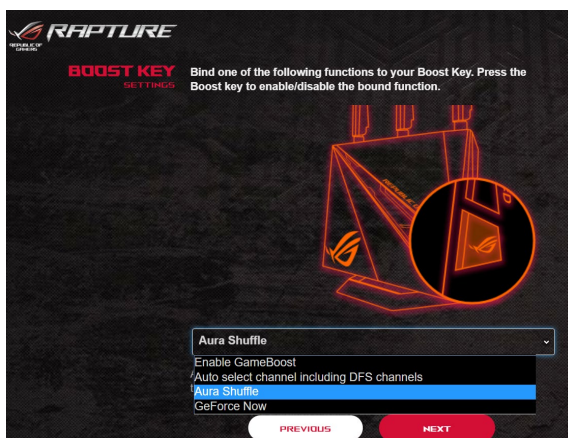 REPUBLIC OF
GAMERS
RAPTURE
BOOST KEY
SETTINGS
Bind one of the following functions to your Boost Key. Press the
Boost key to enable/disable the bound function.
REPUBLIC OF
Aura Shuffle
Enable GameBoost
Auto select channel including DFS channels
Aura Shuffle
GeForce Now
PREVIOUS
NEXT